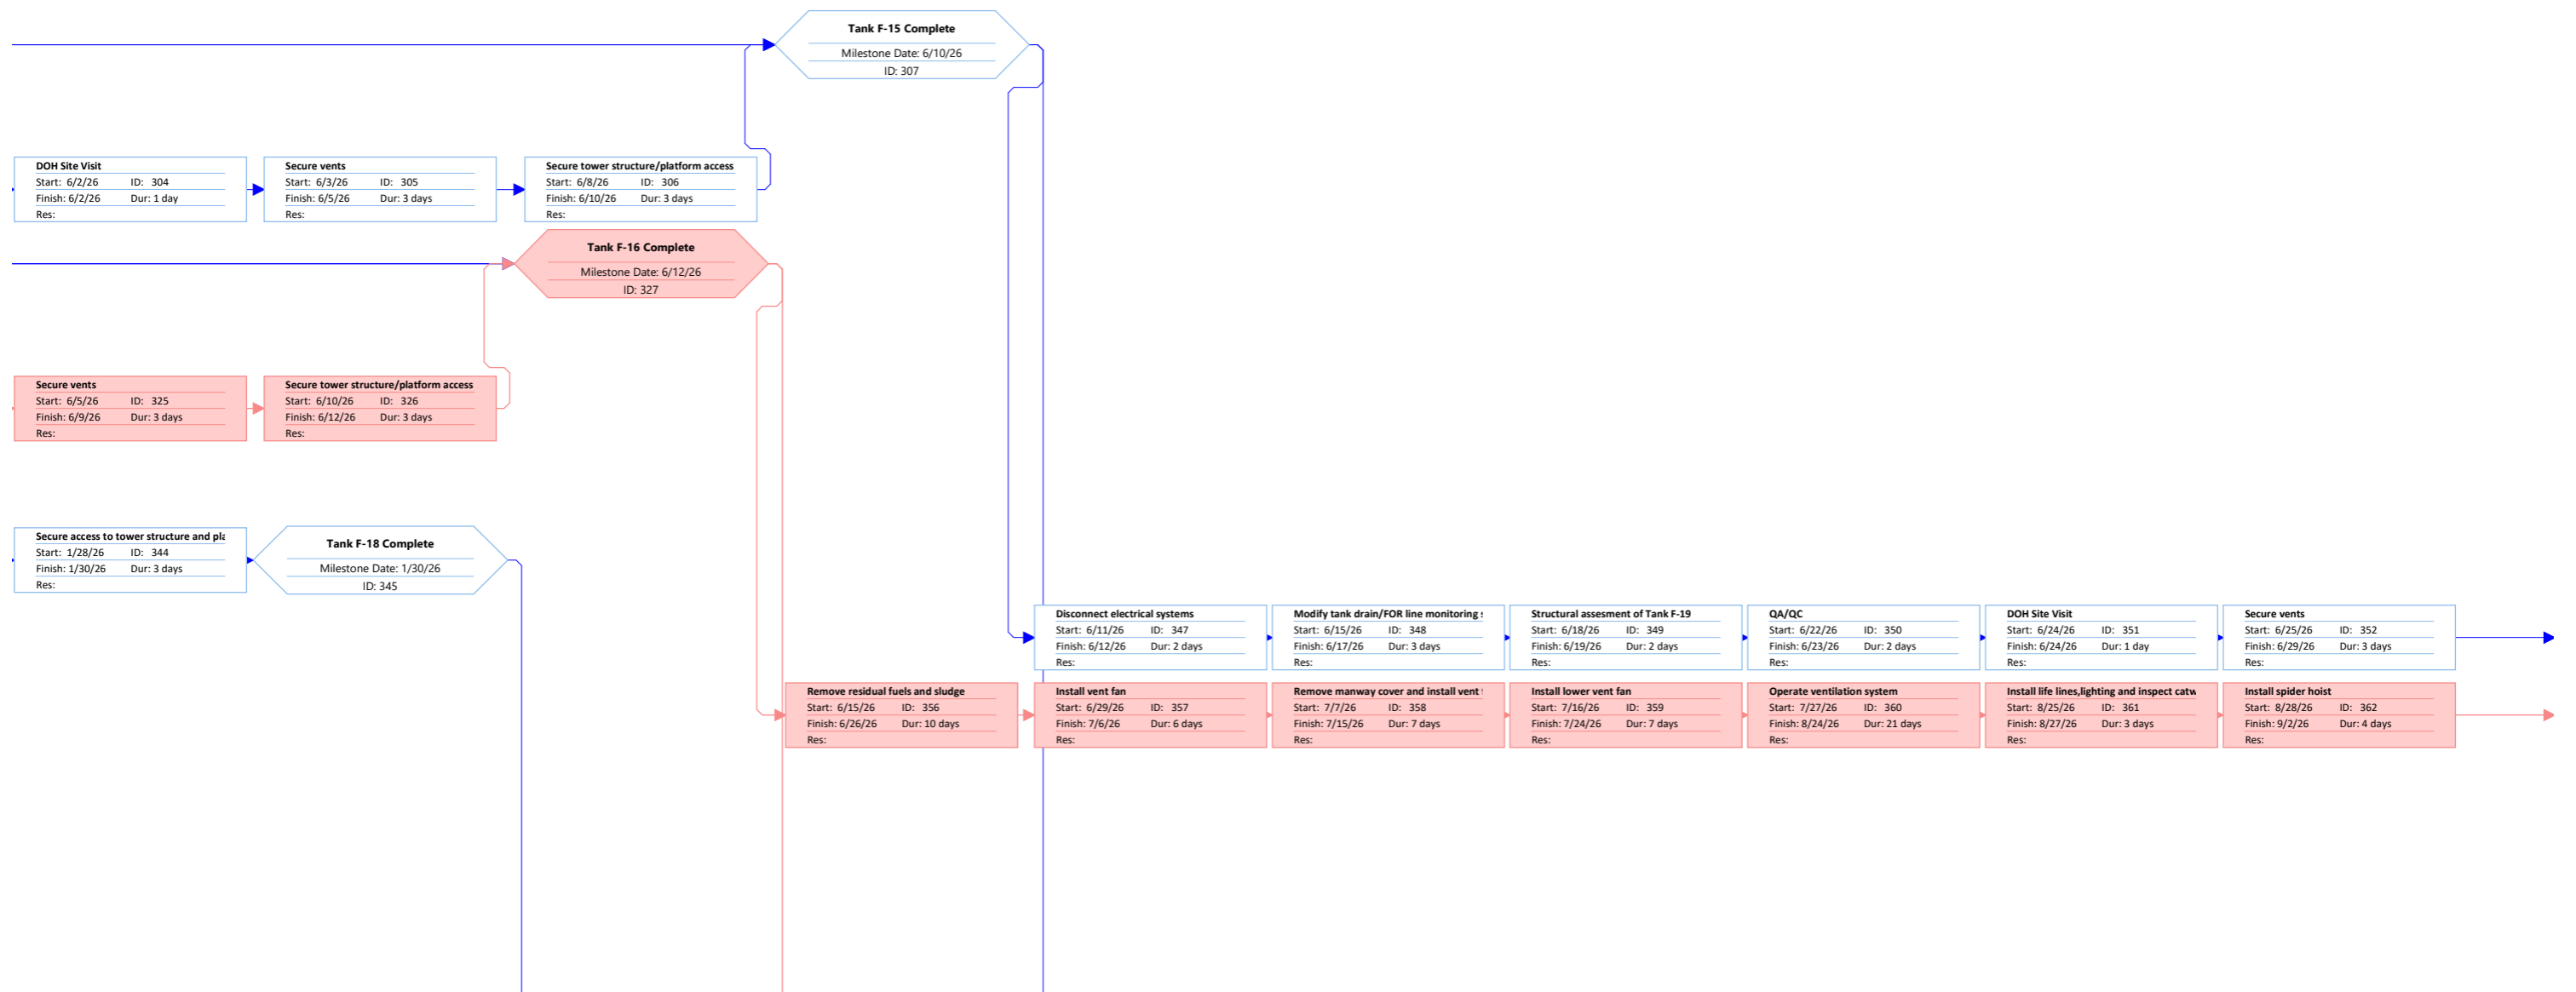 Tank F-15 Complete
Milestone Date: 6/10/26
ID: 307
DOH Site Visit
Start: 6/2/26 ID: 304
Finish: 6/2/26 Dur: 1 day
Res:
Secure vents
Start: 6/3/26 ID: 305
Finish: 6/5/26 Dur: 3 days
Res:
Secure tower structure/platform access
Start: 6/8/26 ID: 306
Finish: 6/10/26 Dur: 3 days
Res:
Tank F-16 Complete
Milestone Date: 6/12/26
ID: 327
Secure vents
Start: 6/5/26 ID: 325
Finish: 6/9/26 Dur: 3 days
Res:
Secure tower structure/platform access
Start: 6/10/26 ID: 326
Finish: 6/12/26 Dur: 3 days
Res:
Secure access to tower structure and pla
Start: 1/28/26 ID: 344
Finish: 1/30/26 Dur: 3 days
Res:
Tank F-18 Complete
Milestone Date: 1/30/26
ID: 345
Disconnect electrical systems
Start: 6/11/26 ID: 347
Finish: 6/12/26 Dur: 2 days
Res:
Modify tank drain/FOR line monitoring s
Start: 6/15/26 ID: 348
Finish: 6/17/26 Dur: 3 days
Res:
Structural assesment of Tank F-19
Start: 6/18/26 ID: 349
Finish: 6/19/26 Dur: 2 days
Res:
QA/QC
Start: 6/22/26 ID: 350
Finish: 6/23/26 Dur: 2 days
Res:
DOH Site Visit
Start: 6/24/26 ID: 351
Finish: 6/24/26 Dur: 1 day
Res:
Secure vents
Start: 6/25/26 ID: 352
Finish: 6/29/26 Dur: 3 days
Res:
Remove residual fuels and sludge
Start: 6/15/26 ID: 356
Finish: 6/26/26 Dur: 10 days
Res:
Install vent fan
Start: 6/29/26 ID: 357
Finish: 7/6/26 Dur: 6 days
Res:
Remove manway cover and install vent
Start: 7/7/26 ID: 358
Finish: 7/15/26 Dur: 7 days
Res:
Install lower vent fan
Start: 7/16/26 ID: 359
Finish: 7/24/26 Dur: 7 days
Res:
Operate ventilation system
Start: 7/27/26 ID: 360
Finish: 8/24/26 Dur: 21 days
Res:
Install life lines,lighting and inspect catw
Start: 8/25/26 ID: 361
Finish: 8/27/26 Dur: 3 days
Res:
Install spider hoist
Start: 8/28/26 ID: 362
Finish: 9/2/26 Dur: 4 days
Res: